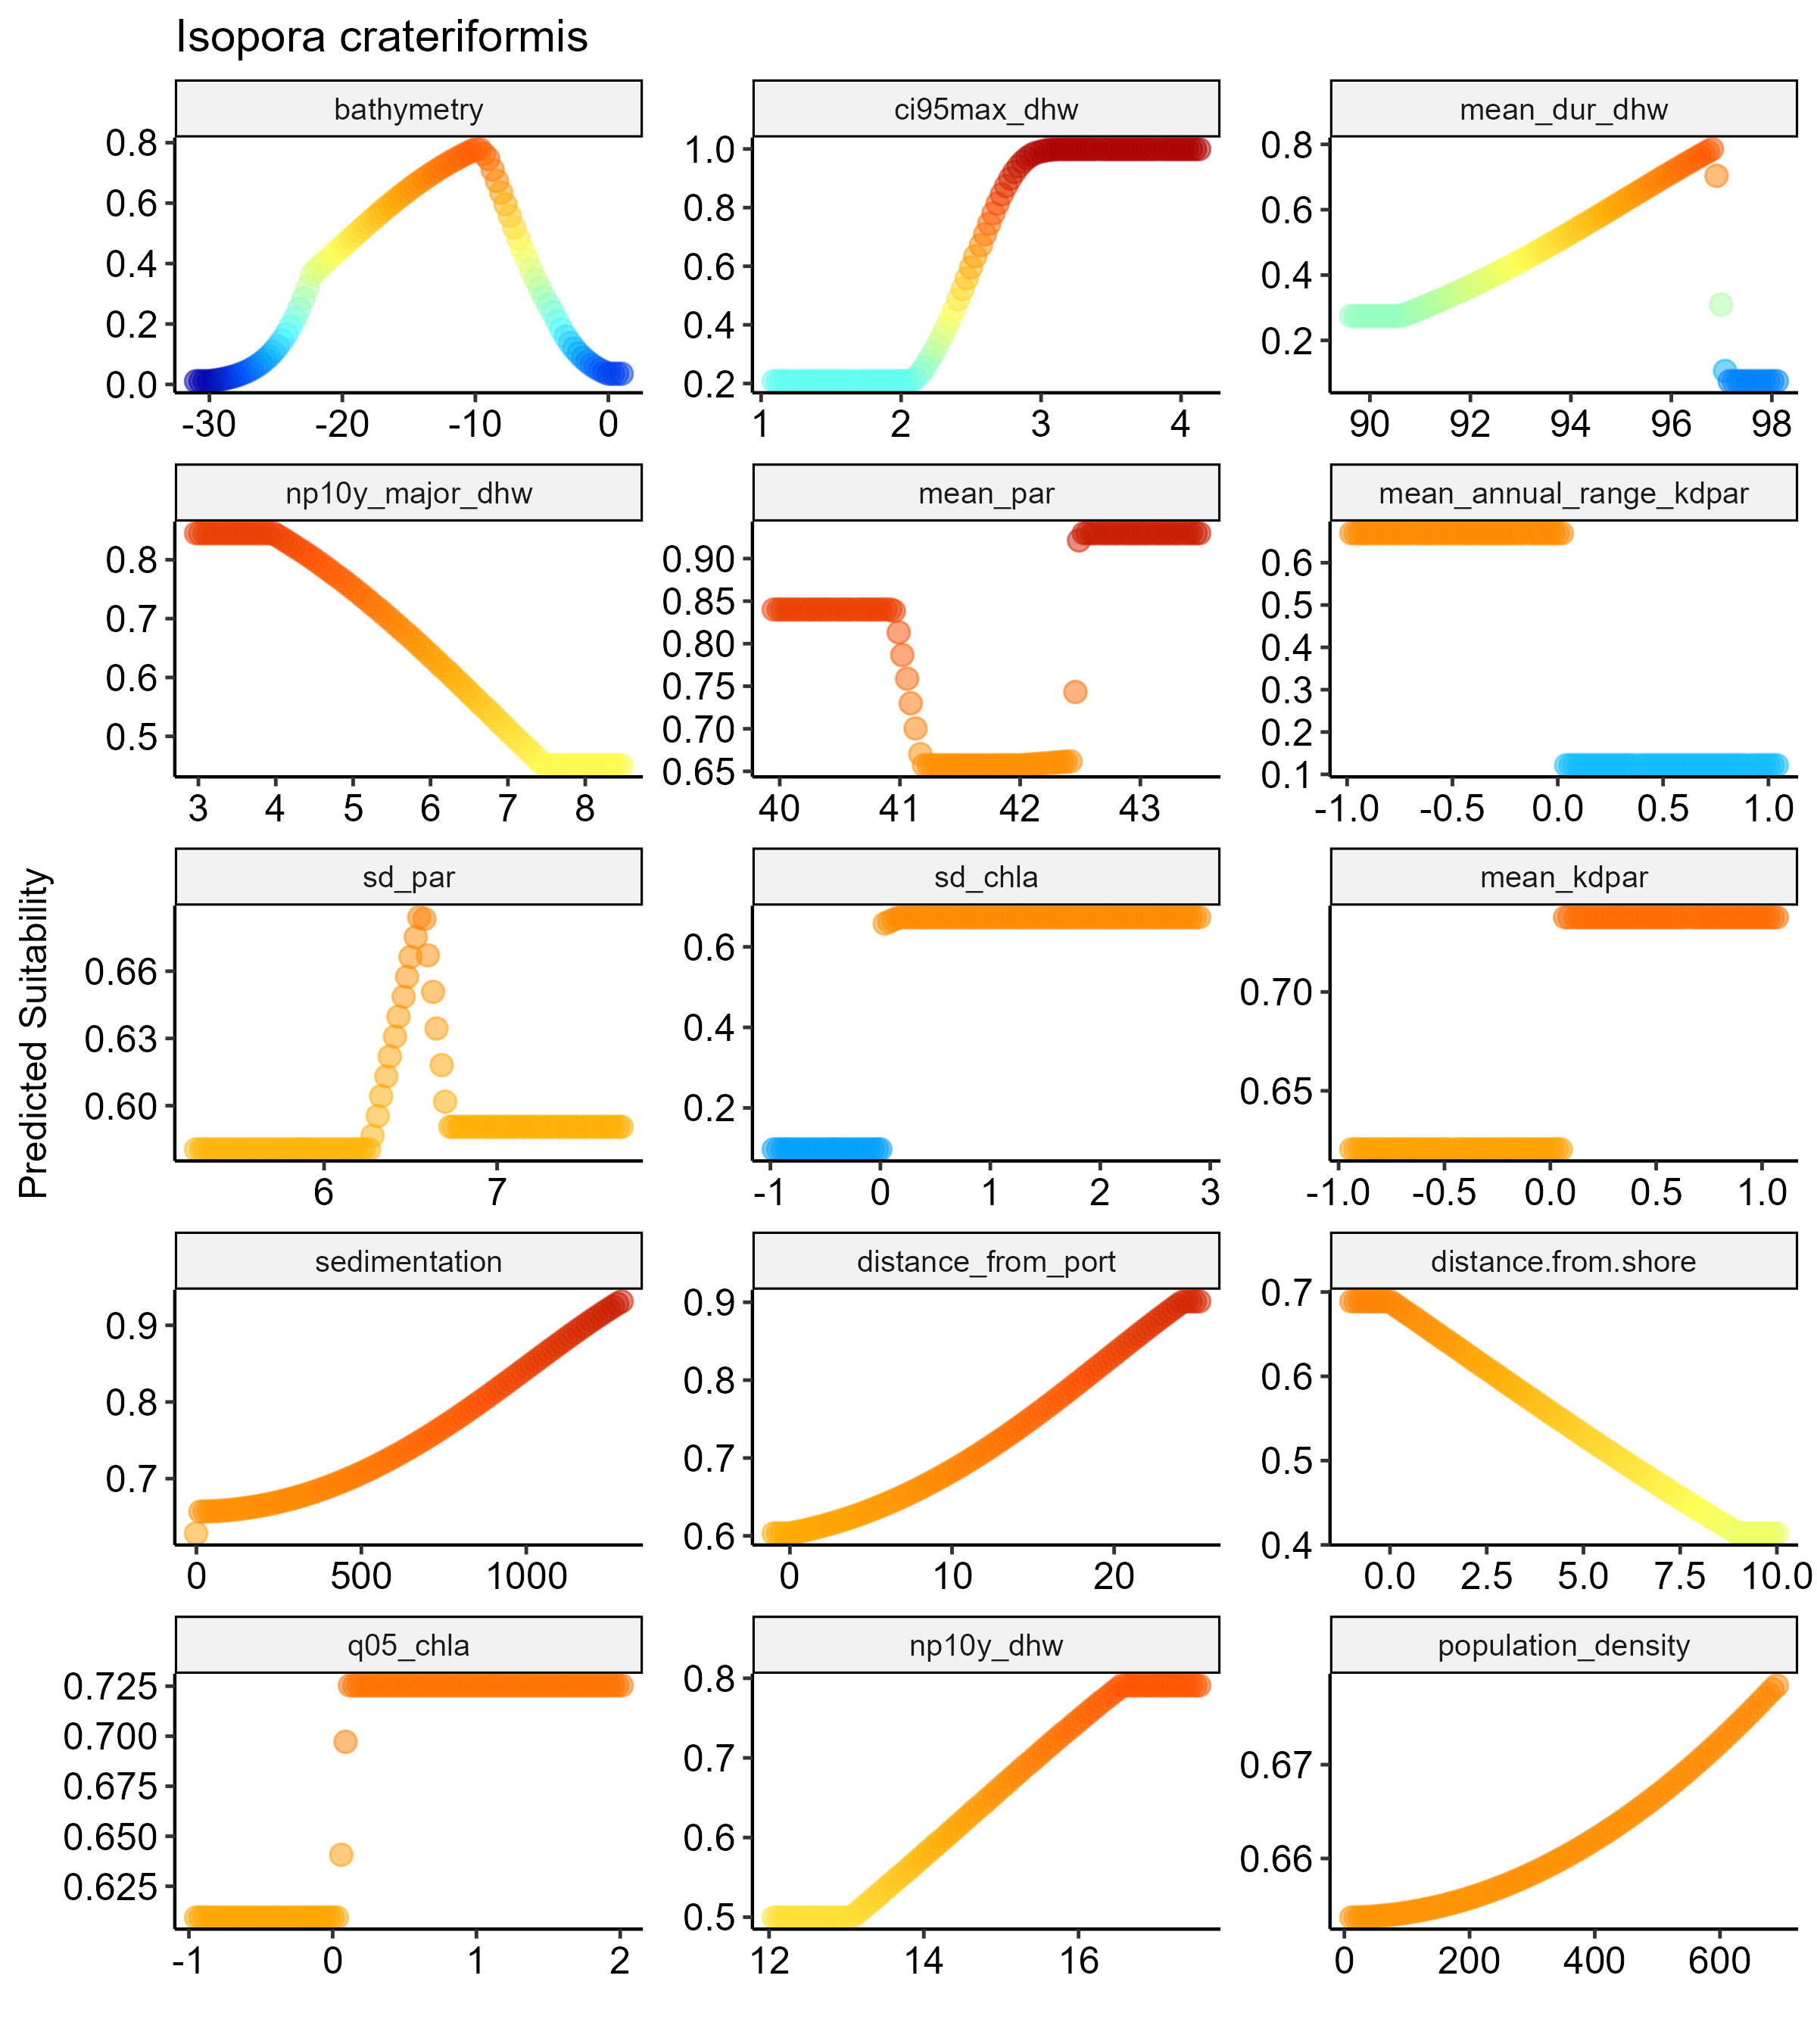 Isopora crateriformis
bathymetry ci95max_dhw mean_dur_dhw
0.8 0.6 0.4 0.2 0.0
1.0 0.8 0.6 0.4 0.2
0.8 0.6 0.4 0.2
-30 -20 -10 0
1 2 3 4
90 92 94 96 98
np10y_major_dhw mean_par mean_annual_range_kdpar
0.8 0.7 0.6 0.5
0.90 0.85 0.80 0.75 0.70 0.65
0.6 0.5 0.4 0.3 0.2 0.1
3 4 5 6 7 8
40 41 42 43
-1.0 -0.5 0.0 0.5 1.0
Predicted Suitability
sd_par sd_chla mean_kdpar
0.66 0.63 0.60
0.6 0.4 0.2
0.70 0.65
6 7
-1 0 1 2 3
-1.0 -0.5 0.0 0.5 1.0
sedimentation distance_from_port distance.from.shore
0.9 0.8 0.7
0.9 0.8 0.7 0.6
0.7 0.6 0.5 0.4
0 500 1000
0 10 20
0.0 2.5 5.0 7.5 10.0
q05_chla np10y_dhw population_density
0.725 0.700 0.675 0.650 0.625
0.8 0.7 0.6 0.5
0.67 0.66
-1 0 1 2
12 14 16
0 200 400 600